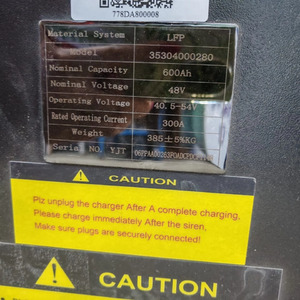 778DA800008
Material System LFP
Model 35304000280
Nominal Capacity 600Ah
Nominal Voltage 48V
Operating Voltage 40.5-54V
Rated Operating Current 300A
Weight 385±5%KG
Serial NO. YJT
CAUTION
Plz unplug the charger After A complete charging,
Please charge immediately After the siren,
Make sure plugs are securely connected!
CAUTION